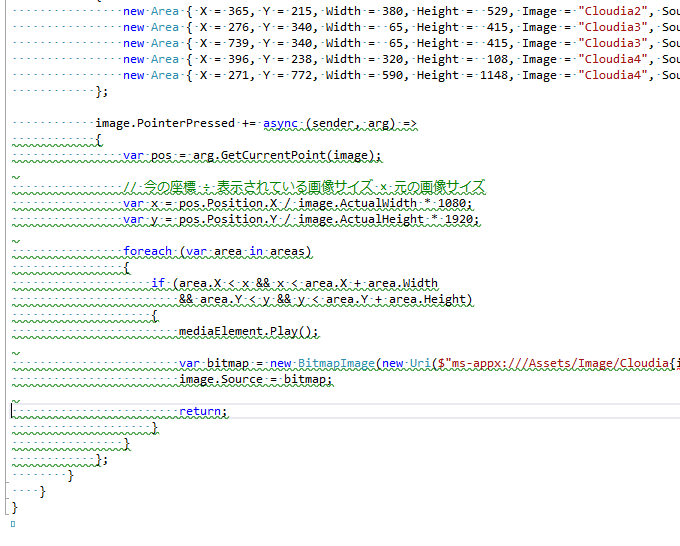 new Area { X = 365, Y = 215, Width = 380, Height =  529, Image = "Cloudia2", Sou
new Area { X = 276, Y = 340, Width =  65, Height =  415, Image = "Cloudia3", Sou
new Area { X = 739, Y = 340, Width =  65, Height =  415, Image = "Cloudia3", Sou
new Area { X = 396, Y = 238, Width = 320, Height =  108, Image = "Cloudia4", Sou
new Area { X = 271, Y = 772, Width = 590, Height = 1148, Image = "Cloudia4", Sou
};
image.PointerPressed += async (sender, arg) =>
{
var pos = arg.GetCurrentPoint(image);
// 今の座標 ÷ 表示されている画像サイズ x 元の画像サイズ
var x = pos.Position.X / image.ActualWidth * 1080;
var y = pos.Position.Y / image.ActualHeight * 1920;
foreach (var area in areas)
{
if (area.X < x && x < area.X + area.Width
&& area.Y < y && y < area.Y + area.Height)
{
mediaElement.Play();
var bitmap = new BitmapImage(new Uri($"ms-appx:///Assets/Image/Cloudia{i
image.Source = bitmap;
return;
}
}
};
}
}
}